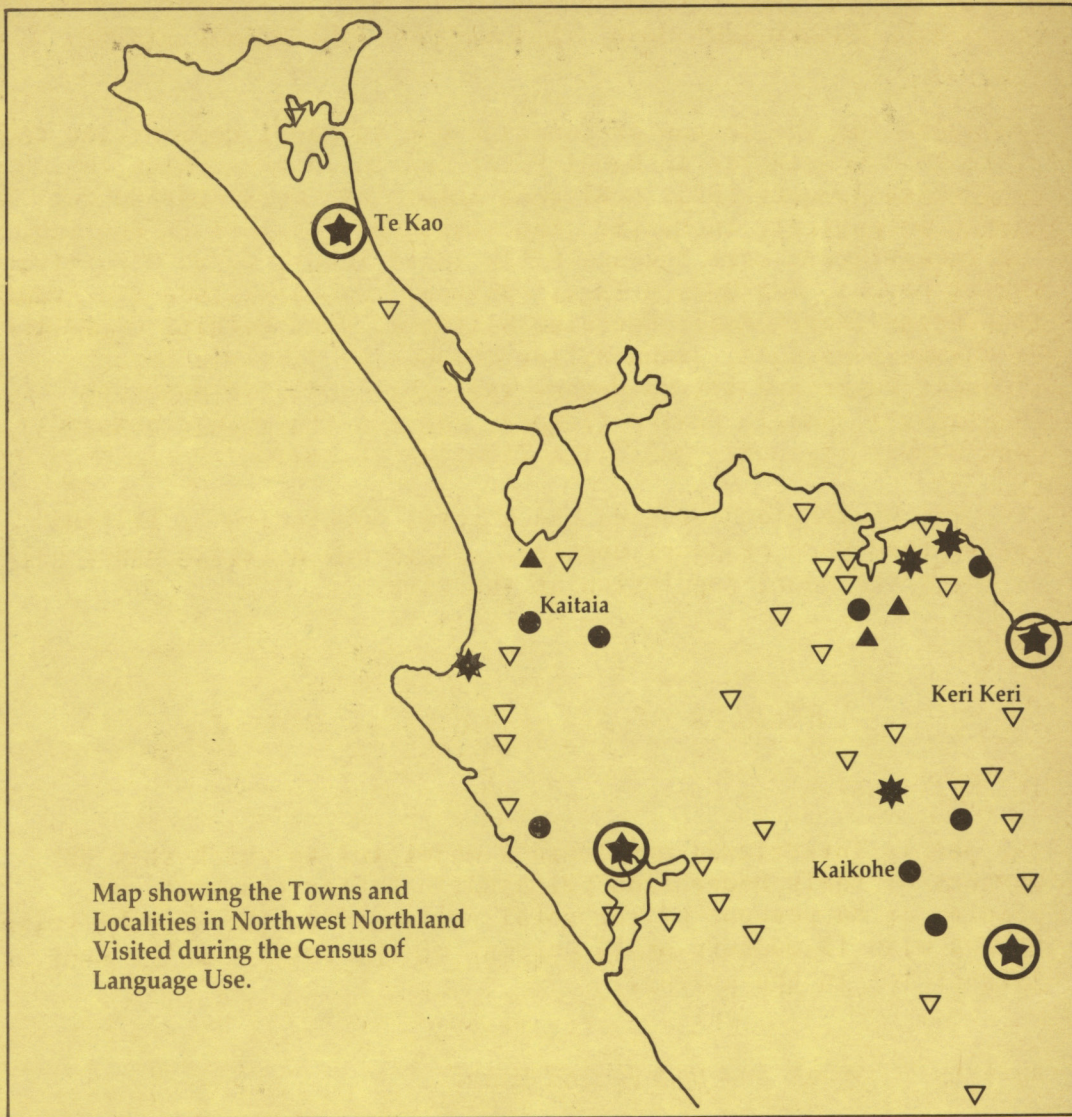 Te Kao
Kaitaia
Keri Keri
Kaikohe
Map showing the Towns and
Localities in Northwest Northland
Visited during the Census of
Language Use.